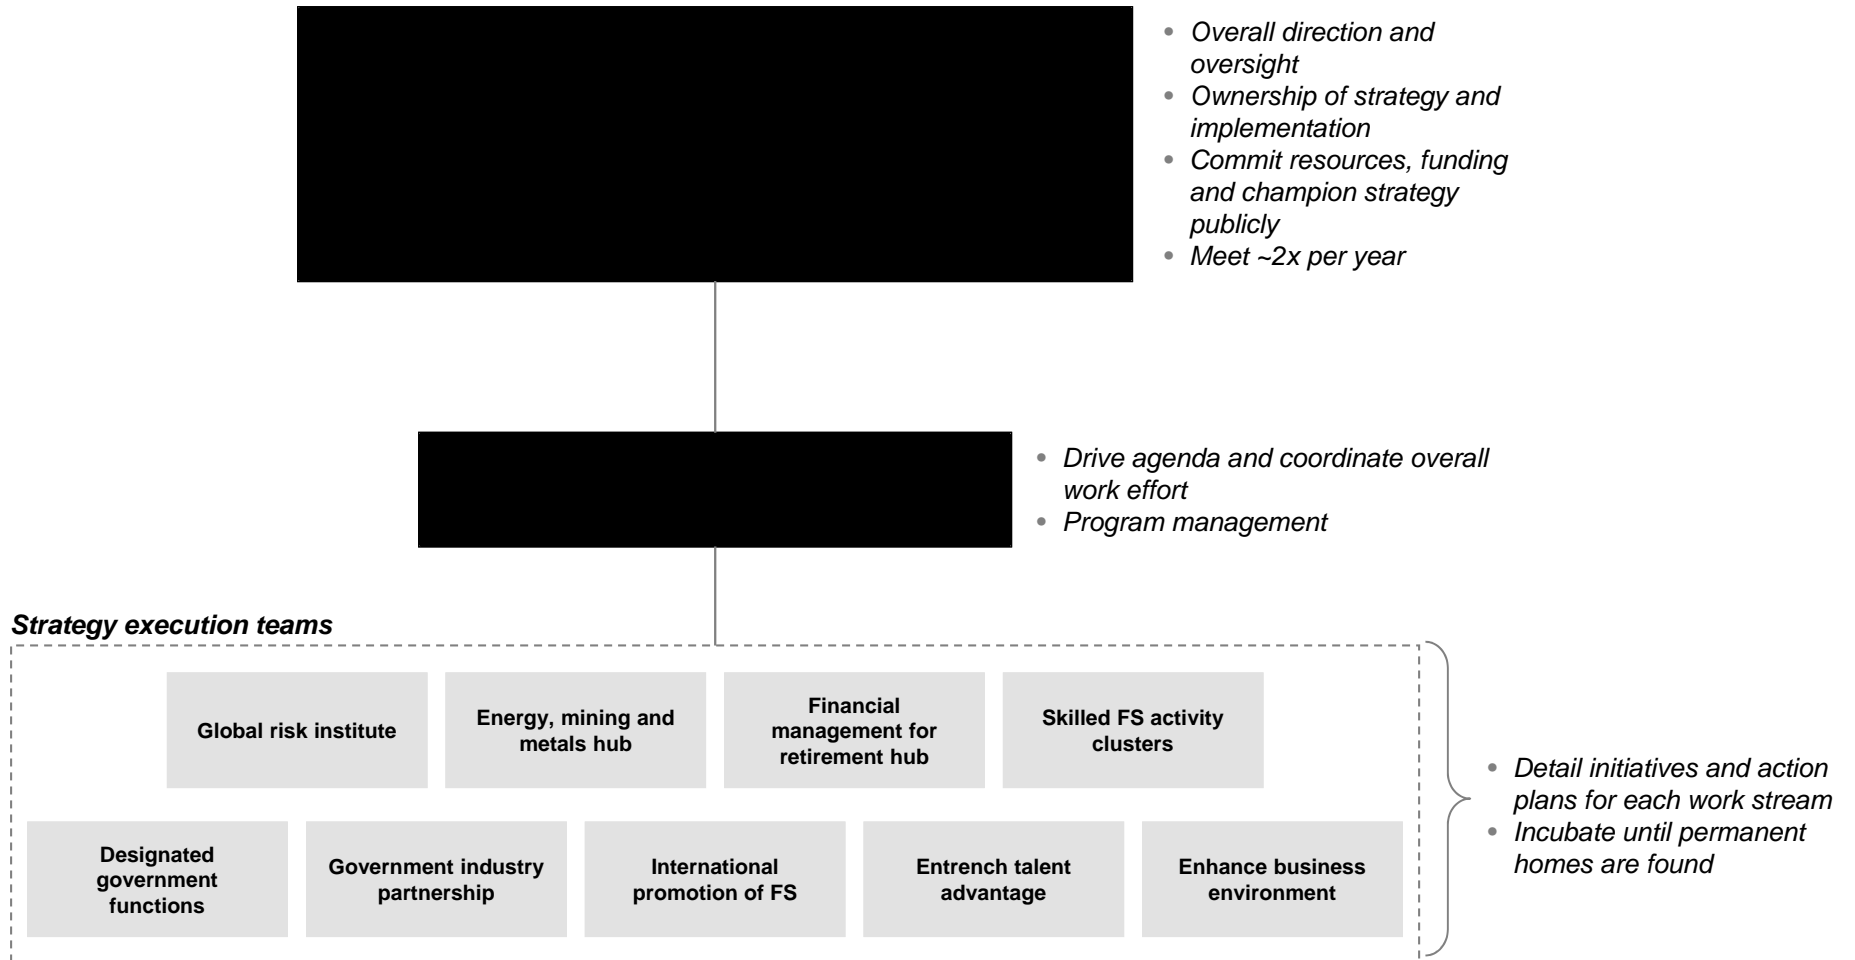 • Overall direction and
oversight
• Ownership of strategy and
implementation
• Commit resources, funding
and champion strategy
publicly
• Meet ~2x per year
• Drive agenda and coordinate overall
work effort
• Program management
Strategy execution teams
Global risk institute
Energy, mining and
metals hub
Financial
management for
retirement hub
Skilled FS activity
clusters
Designated
government
functions
Government industry
partnership
International
promotion of FS
Entrench talent
advantage
Enhance business
environment
• Detail initiatives and action
plans for each work stream
• Incubate until permanent
homes are found